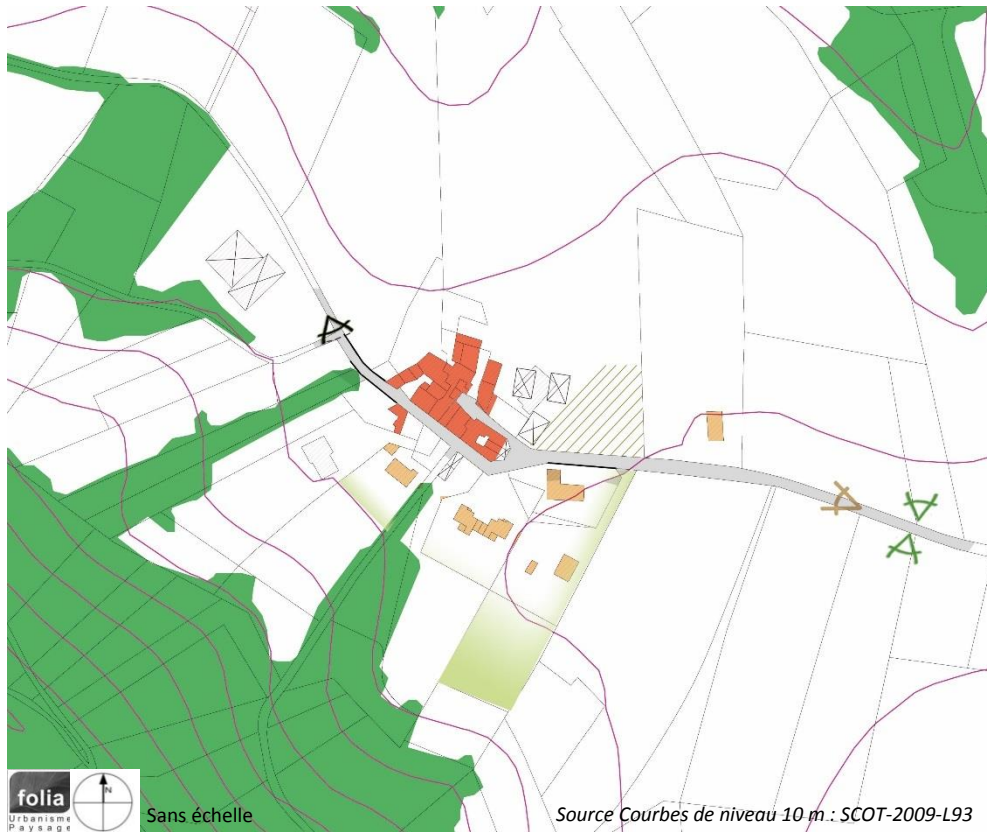 N
folia
Urbanisme
Paysage
Sans échelle
Source Courbes de niveau 10 m : SCOT-2009-L93